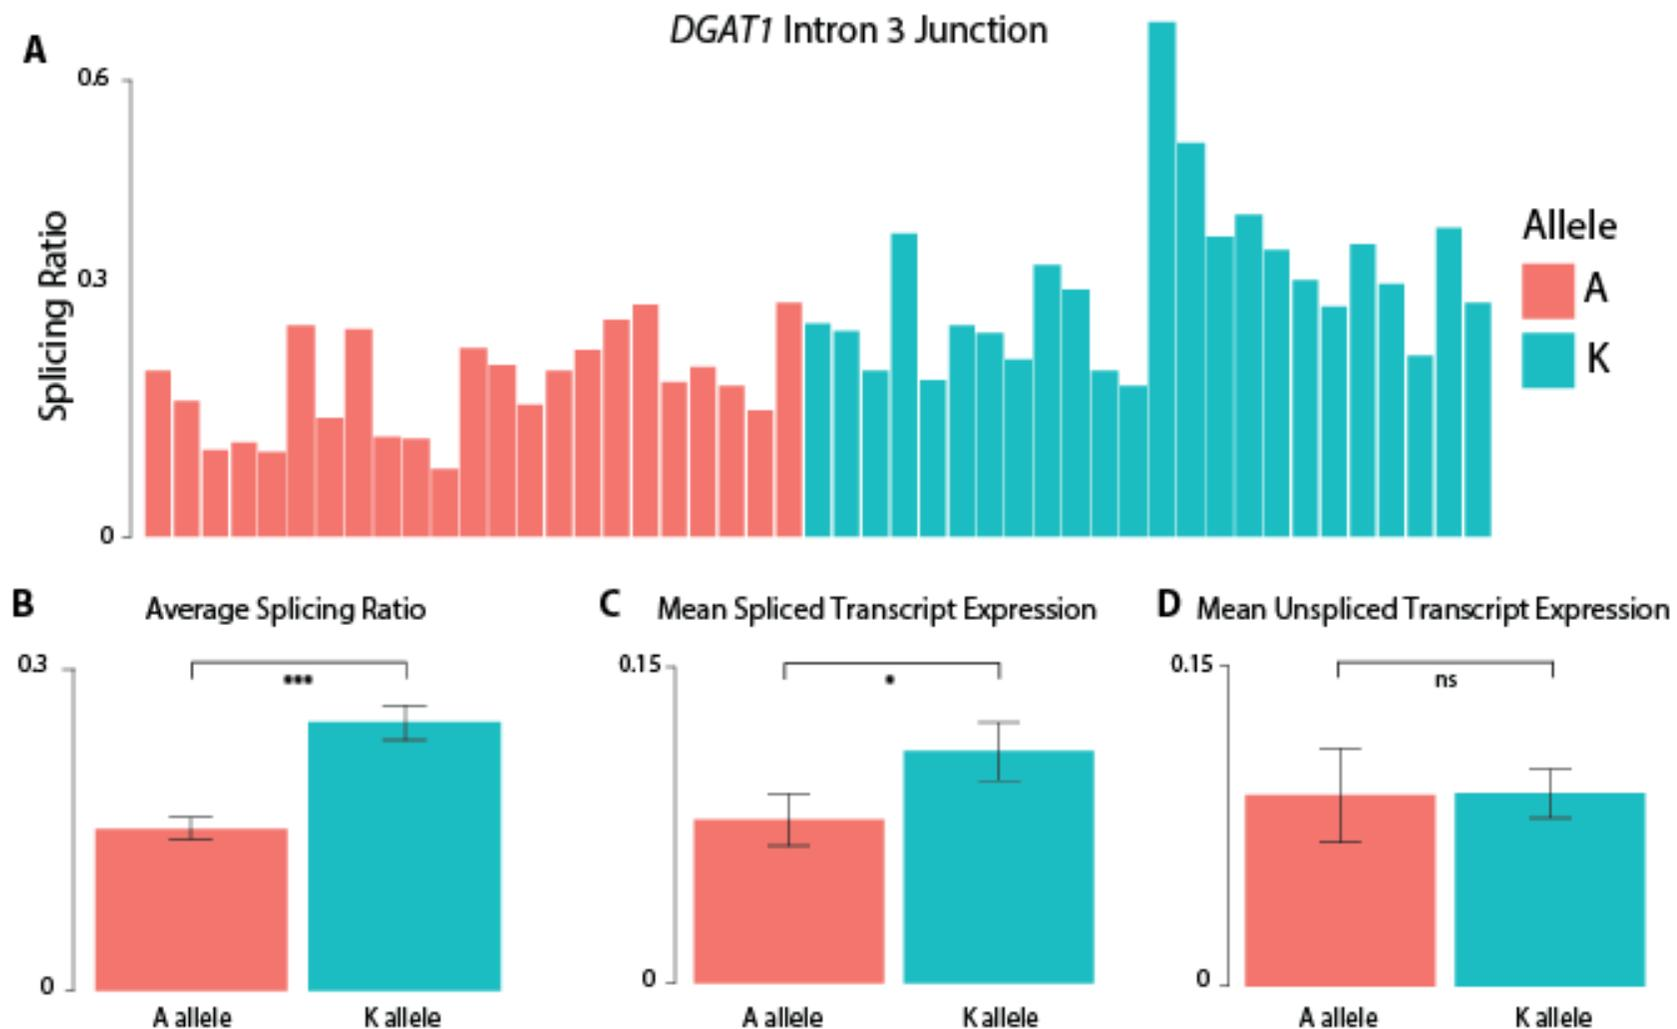 A
DGAT1 Intron 3 Junction
0.6
0.3
0
Splicing Ratio
Allele
A
K
B Average Splicing Ratio
0.3
•••
0
A allele K allele
C Mean Spliced Transcript Expression
0.15
•
0
A allele K allele
D Mean Unspliced Transcript Expression
0.15
ns
0
A allele K allele